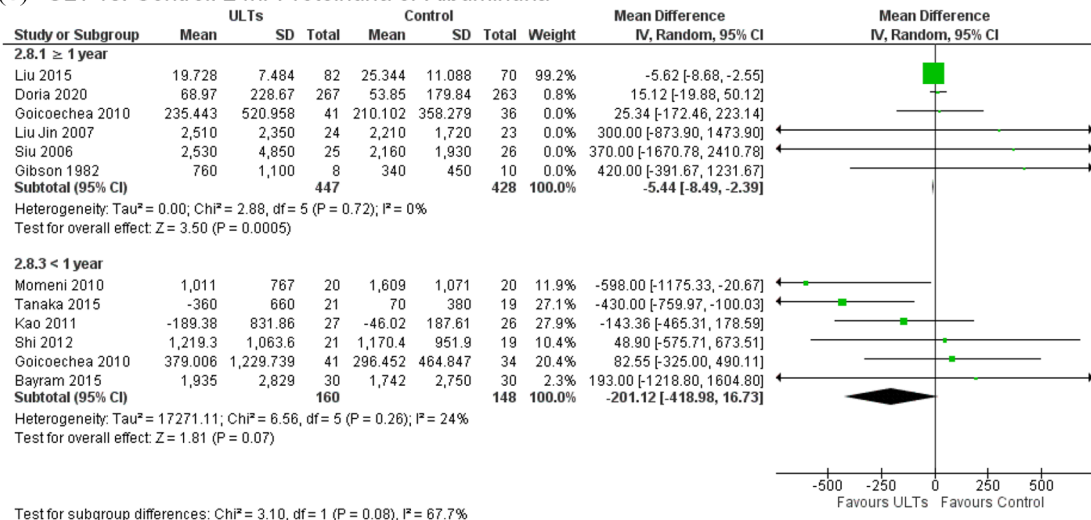 ULTs Control Mean Difference Mean Difference
Study or Subgroup Mean SD Total Mean SD Total Weight IV, Random, 95% CI IV, Random, 95% CI
2.8.1 ≥ 1 year
Liu 2015 19.728 7.484 82 25.344 11.088 70 99.2% -5.62 [-8.68, -2.55]
Doria 2020 68.97 228.67 267 53.85 179.84 263 0.8% 15.12 [-19.88, 50.12]
Goicoechea 2010 235.443 520.958 41 210.102 358.279 36 0.0% 25.34 [-172.46, 223.14]
Liu Jin 2007 2,510 2,350 24 2,210 1,720 23 0.0% 300.00 [-873.90, 1473.90]
Siu 2006 2,530 4,850 25 2,160 1,930 26 0.0% 370.00 [-1670.78, 2410.78]
Gibson 1982 760 1,100 8 340 450 10 0.0% 420.00 [-391.67, 1231.67]
Subtotal (95% CI) 447 428 100.0% -5.44 [-8.49, -2.39]
Heterogeneity: Tau² = 0.00; Chi² = 2.88, df = 5 (P = 0.72); I² = 0%
Test for overall effect: Z = 3.50 (P = 0.0005)
2.8.3 < 1 year
Momeni 2010 1,011 767 20 1,609 1,071 20 11.9% -598.00 [-1175.33, -20.67]
Tanaka 2015 -360 660 21 70 380 19 27.1% -430.00 [-759.97, -100.03]
Kao 2011 -189.38 831.86 27 -46.02 187.61 26 27.9% -143.36 [-465.31, 178.59]
Shi 2012 1,219.3 1,063.6 21 1,170.4 951.9 19 10.4% 48.90 [-575.71, 673.51]
Goicoechea 2010 379.006 1,229.739 41 296.452 464.847 34 20.4% 82.55 [-325.00, 490.11]
Bayram 2015 1,935 2,829 30 1,742 2,750 30 2.3% 193.00 [-1218.80, 1604.80]
Subtotal (95% CI) 160 148 100.0% -201.12 [-418.98, 16.73]
Heterogeneity: Tau² = 17271.11; Chi² = 6.56, df = 5 (P = 0.26); I² = 24%
Test for overall effect: Z = 1.81 (P = 0.07)
-500 -250 0 250 500
Favours ULTs Favours Control
Test for subgroup differences: Chi² = 3.10, df = 1 (P = 0.08), I² = 67.7%